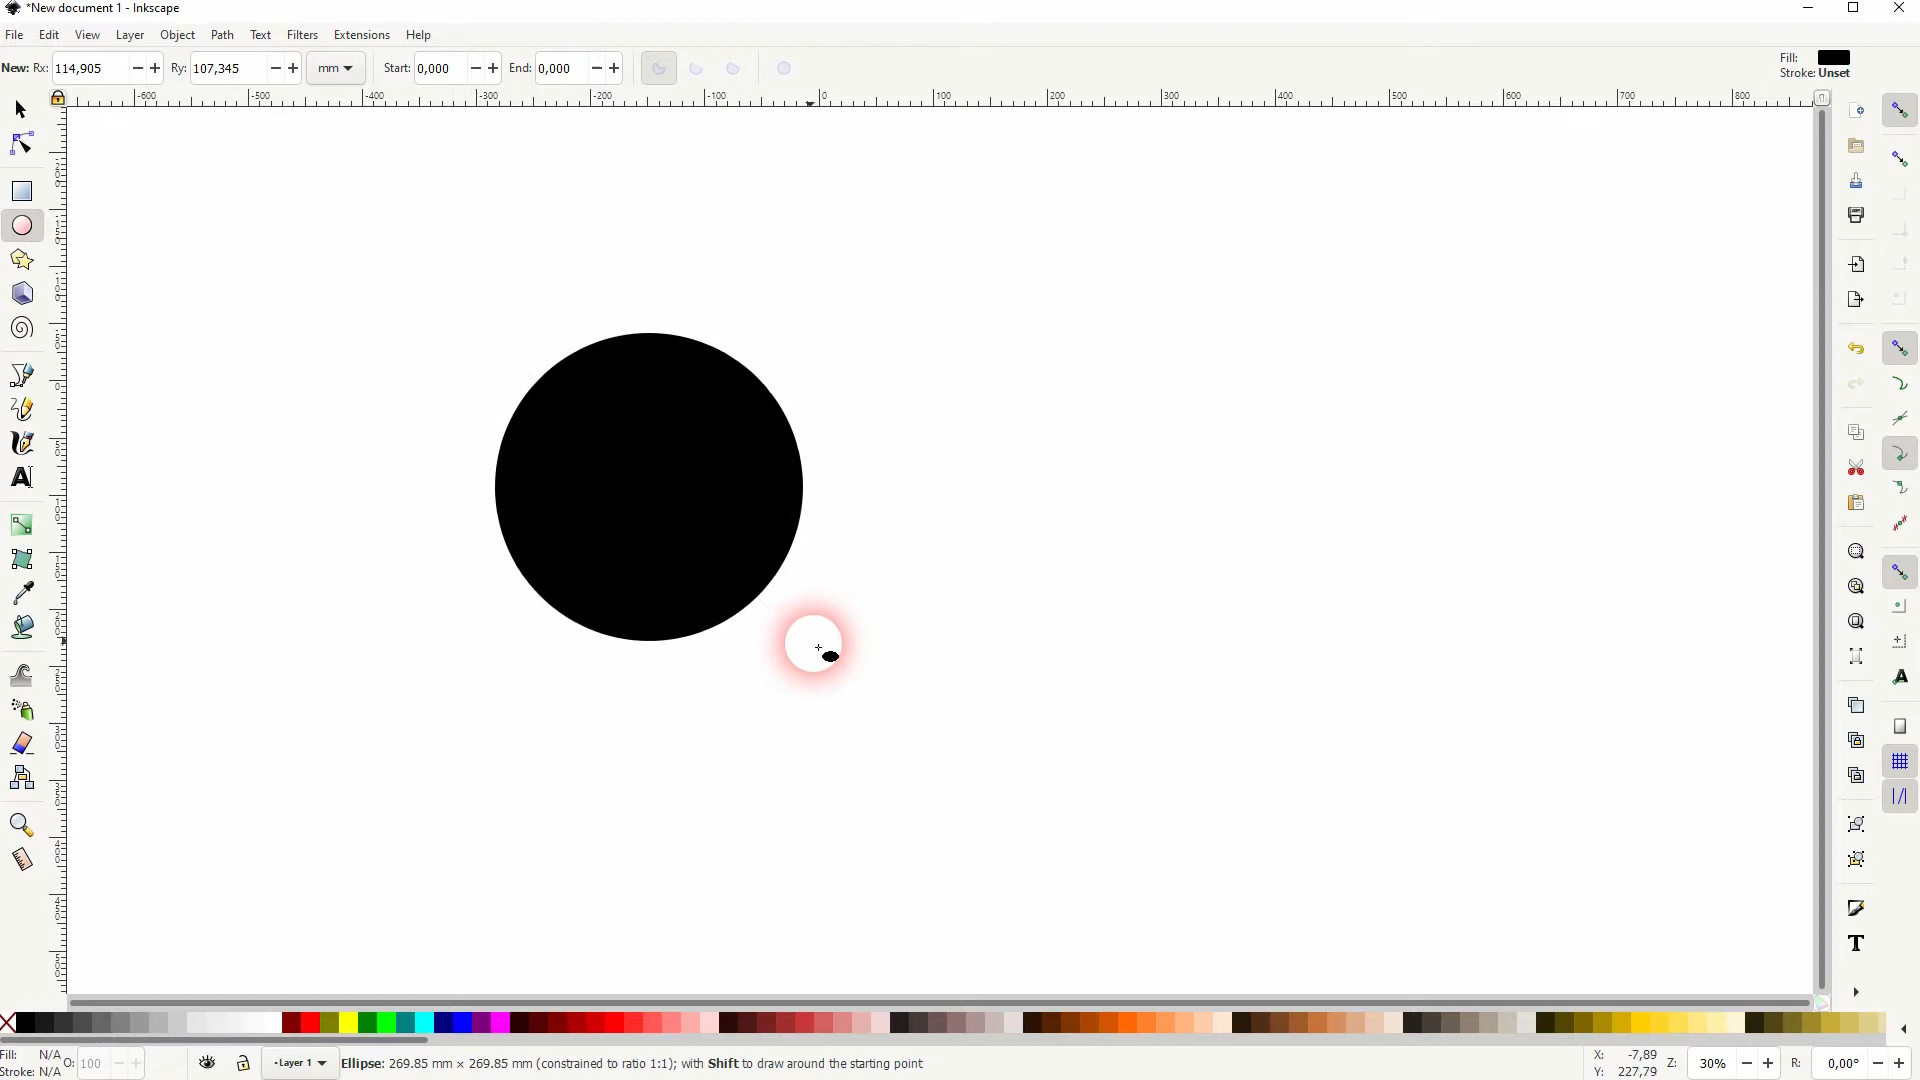 *New document 1 - Inkscape
File Edit View Layer Object Path Text Filters Extensions Help
New: Rx: 114,905 Ry: 107,345 mm Start: 0,000 End: 0,000
Fill:
Stroke: Unset
-600 -500 -400 -300 -200 -100 0 100 200 300 400 500 600 700 800
Fill: N/A O: 100 Layer 1 Ellipse: 269.85 mm × 269.85 mm (constrained to ratio 1:1); with Shift to draw around the starting point X: -7,89 Z: 30% R: 0,00°
Stroke: N/A Y: 227,79